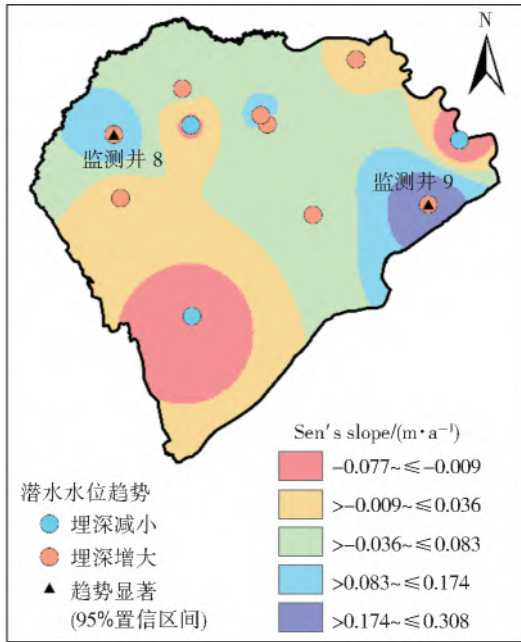 N
监测井 8
监测井 9
Sen's slope/(m·a⁻¹)
-0.077~≤-0.009
>-0.009~≤0.036
>-0.036~≤0.083
>0.083~≤0.174
>0.174~≤0.308
潜水水位趋势
埋深减小
埋深增大
趋势显著
(95%置信区间)